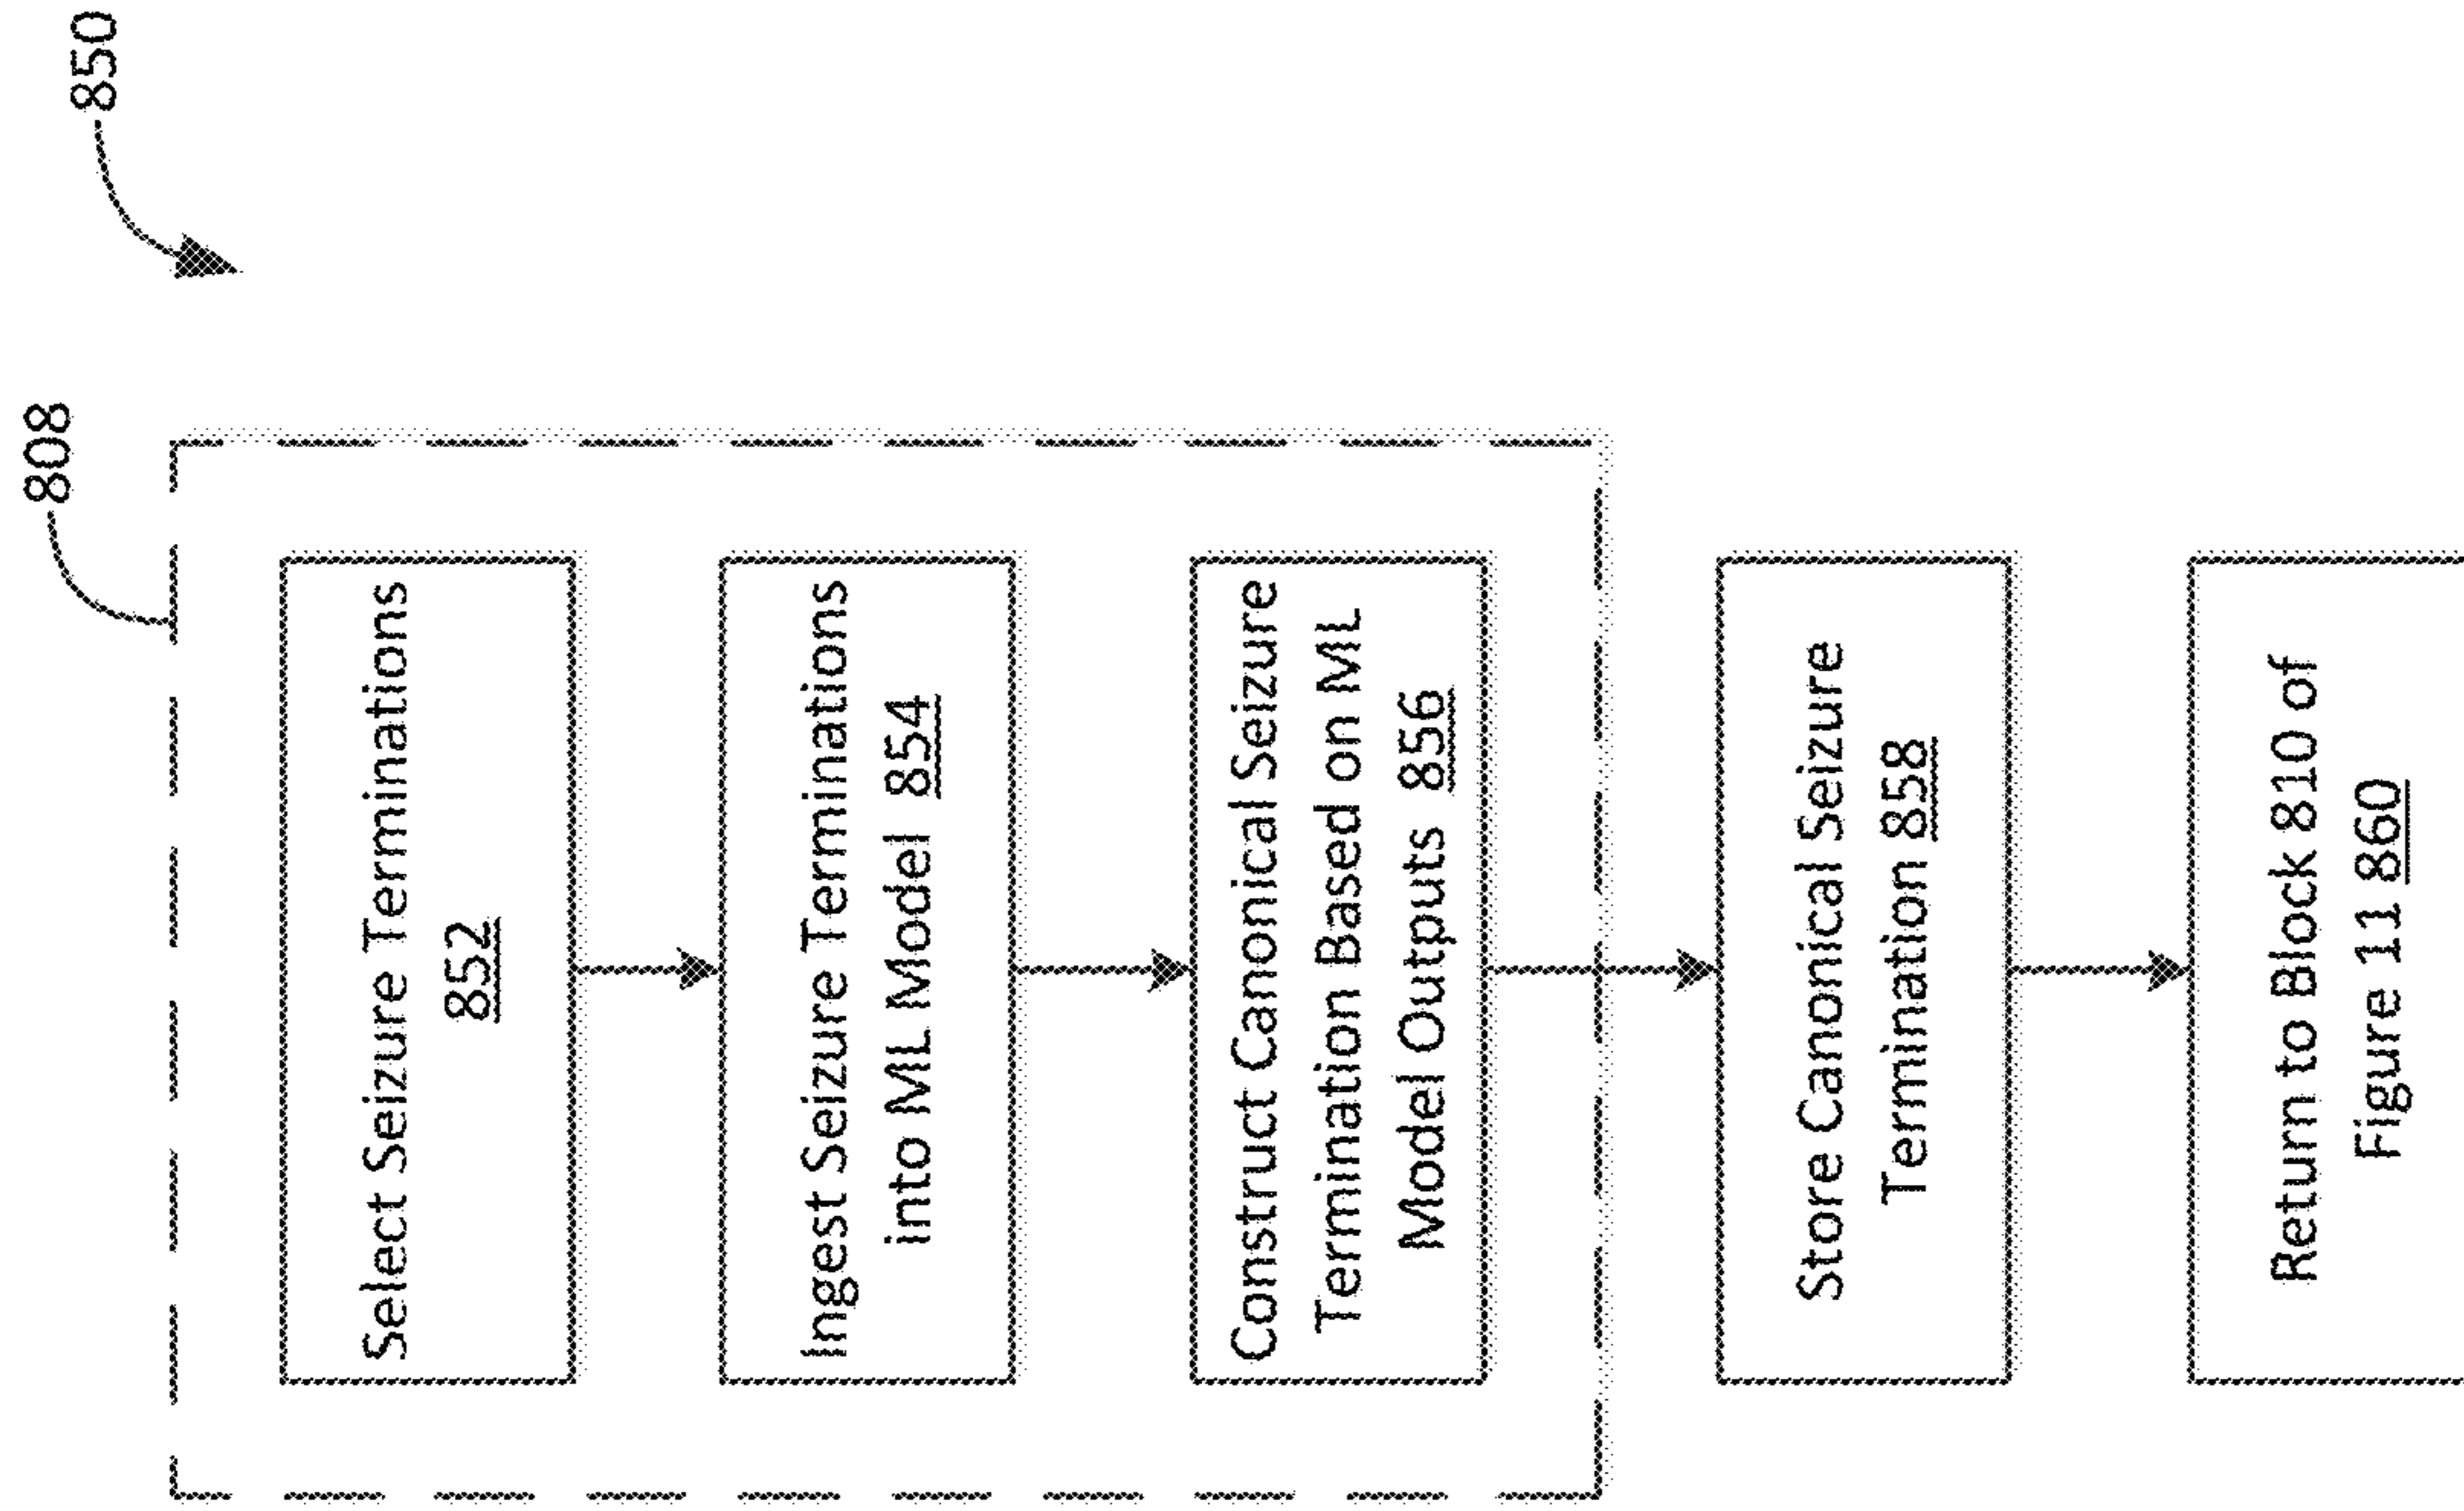 850
808
Select Seizure Terminations
852
Ingest Seizure Terminations
into ML Model 854
Construct Canonical Seizure
Termination Based on ML
Model Outputs 856
Store Canonical Seizure
Termination 858
Return to Block 810 of
Figure 11 860